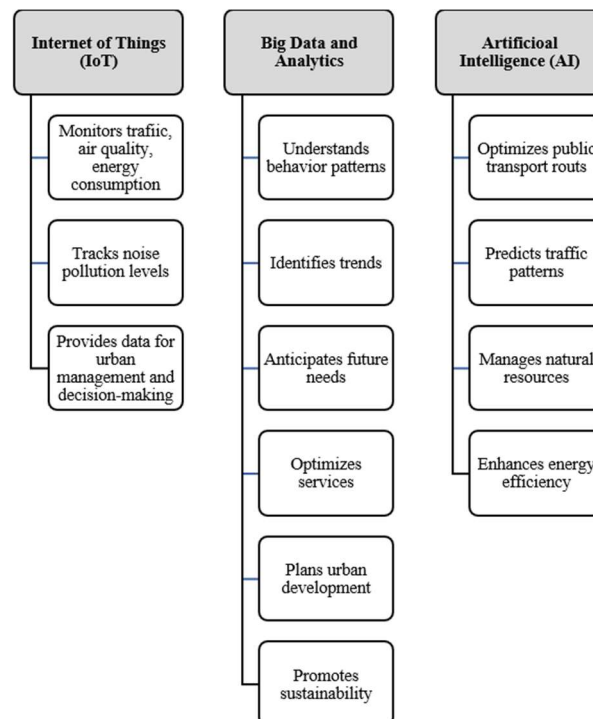 Internet of Things
(IoT)
Monitors trafiic,
air quality,
energy
consumption
Tracks noise
pollution levels
Provides data for
urban
management and
decision-making
Big Data and
Analytics
Understands
behavior patterns
Identifies trends
Anticipates future
needs
Optimizes
services
Plans urban
development
Promotes
sustainability
Artificioal
Intelligence (AI)
Optimizes public
transport routs
Predicts traffic
patterns
Manages natural
resources
Enhances energy
efficiency